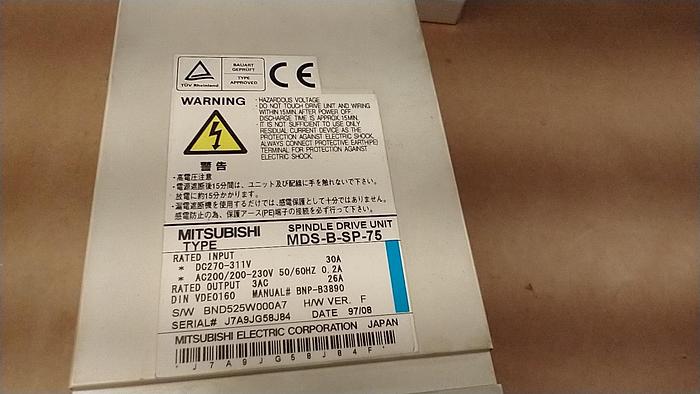 BAUART
GEPRÜFT
TÜV Rheinland
TYPE
APPROVED
CE
WARNING
・HAZARDOUS VOLTAGE.
・DO NOT TOUCH DRIVE UNIT AND WIRING
WITHIN 15MIN. AFTER POWER OFF.
DISCHARGE TIME IS APPROX.15MIN.
・IT IS NOT SUFFICIENT TO USE ONLY
RESIDUAL CURRENT DEVICE AS THE
PROTECTION AGAINST ELECTRIC SHOCK.
ALWAYS CONNECT PROTECTIVE EARTH(PE)
TERMINAL FOR PROTECTION AGAINST
ELECTRIC SHOCK.
警告
・高電圧注意
・電源遮断後15分間は、ユニット及び配線に手を触れないで下さい。
放電に約15分かかります。
・漏電遮断機を使用するだけでは、感電保護として十分ではありません。
感電防止の為、保護アース(PE)端子の接続を必ず行って下さい。
MITSUBISHI SPINDLE DRIVE UNIT
TYPE MDS-B-SP-75
RATED INPUT 30A
* DC270-311V
* AC200/200-230V 50/60HZ 0.2A
RATED OUTPUT 3AC 26A
DIN VDE0160 MANUAL# BNP-B3890
S/W BND525W000A7 H/W VER. F
SERIAL# J7A9JG58J84 DATE 97/08
MITSUBISHI ELECTRIC CORPORATION JAPAN
*J7A9JG58J84F*